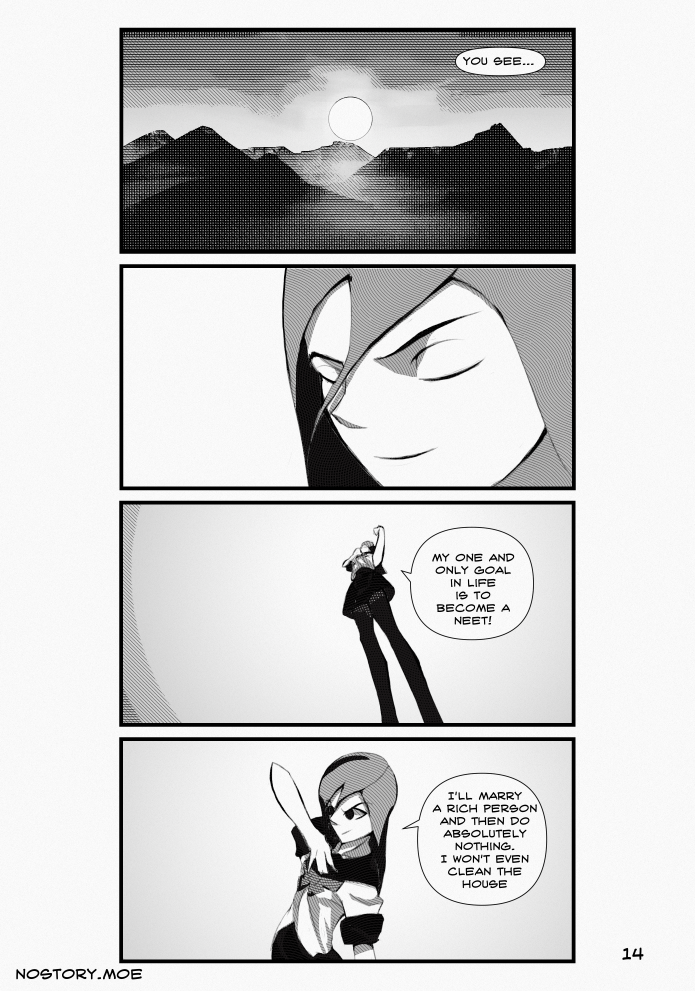 YOU SEE...
MY ONE AND
ONLY GOAL
IN LIFE
IS TO
BECOME A
NEET!
I'LL MARRY
A RICH PERSON
AND THEN DO
ABSOLUTELY
NOTHING.
I WON'T EVEN
CLEAN THE
HOUSE
14
NOSTORY.MOE